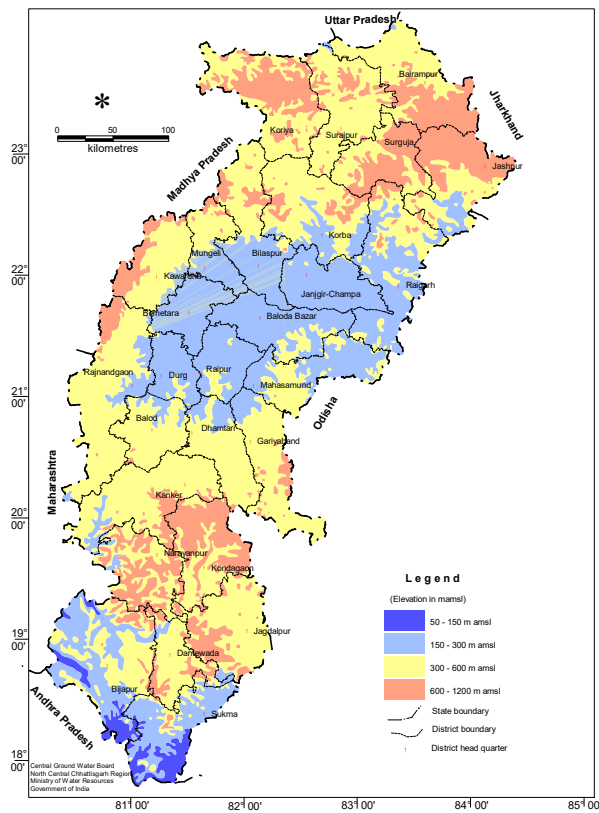 Uttar Pradesh
Balrampur
Jharkhand
*
0 50 100
kilometres
Koriya
Surajpur
Surguja
Jashpur
23°
00'
Madhya Pradesh
Korba
Mungeli
Bilaspur
22°
00'
Raigarh
Janjgir-Champa
Baloda Bazar
Rajnandgaon
Durg
Raipur
Mahasamund
21°
00'
Balod
Dhamtari
Odisha
Gariyaband
Maharashtra
Kanker
20°
00'
Narayanpur
Kondagaon
Legend
(Elevation in mamsl)
50 - 150 m amsl
150 - 300 m amsl
300 - 600 m amsl
600 - 1200 m amsl
State boundary
District boundary
District head quarter
19°
00'
Jagdalpur
Dantewada
Bijapur
Sukma
Andhra Pradesh
18°
00'
Central Ground Water Board
North Central Chhattisgarh Region
Ministry of Water Resources
Government of India
81°00' 82°00' 83°00' 84°00' 85°00'